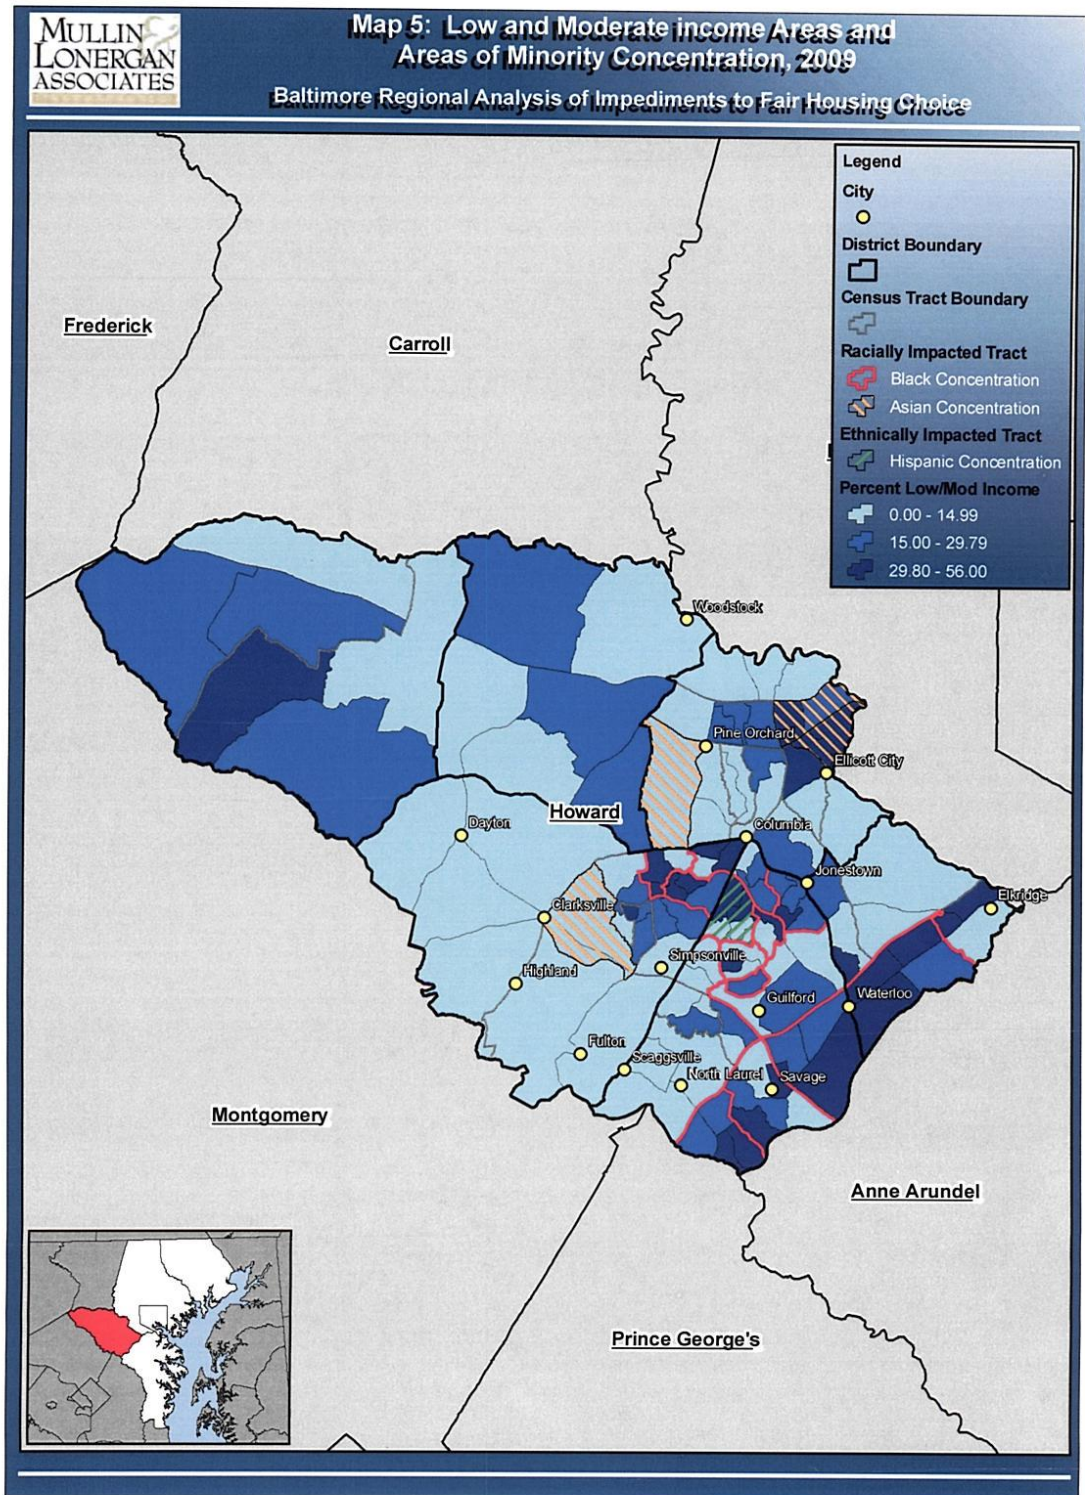 MULLIN &
LONERGAN
ASSOCIATES
Map 5: Low and Moderate income Areas and
Areas of Minority Concentration, 2009
Baltimore Regional Analysis of Impediments to Fair Housing Choice
Legend
City
District Boundary
Census Tract Boundary
Racially Impacted Tract
Black Concentration
Asian Concentration
Ethnically Impacted Tract
Hispanic Concentration
Percent Low/Mod Income
0.00 - 14.99
15.00 - 29.79
29.80 - 56.00
Frederick
Carroll
Woodstock
Pine Orchard
Ellicott City
Howard
Dayton
Columbia
Jonestown
Clarksville
Elkridge
Simpsonville
Highland
Guilford
Waterloo
Fulton
Scaggsville
North Laurel
Savage
Montgomery
Anne Arundel
Prince George's